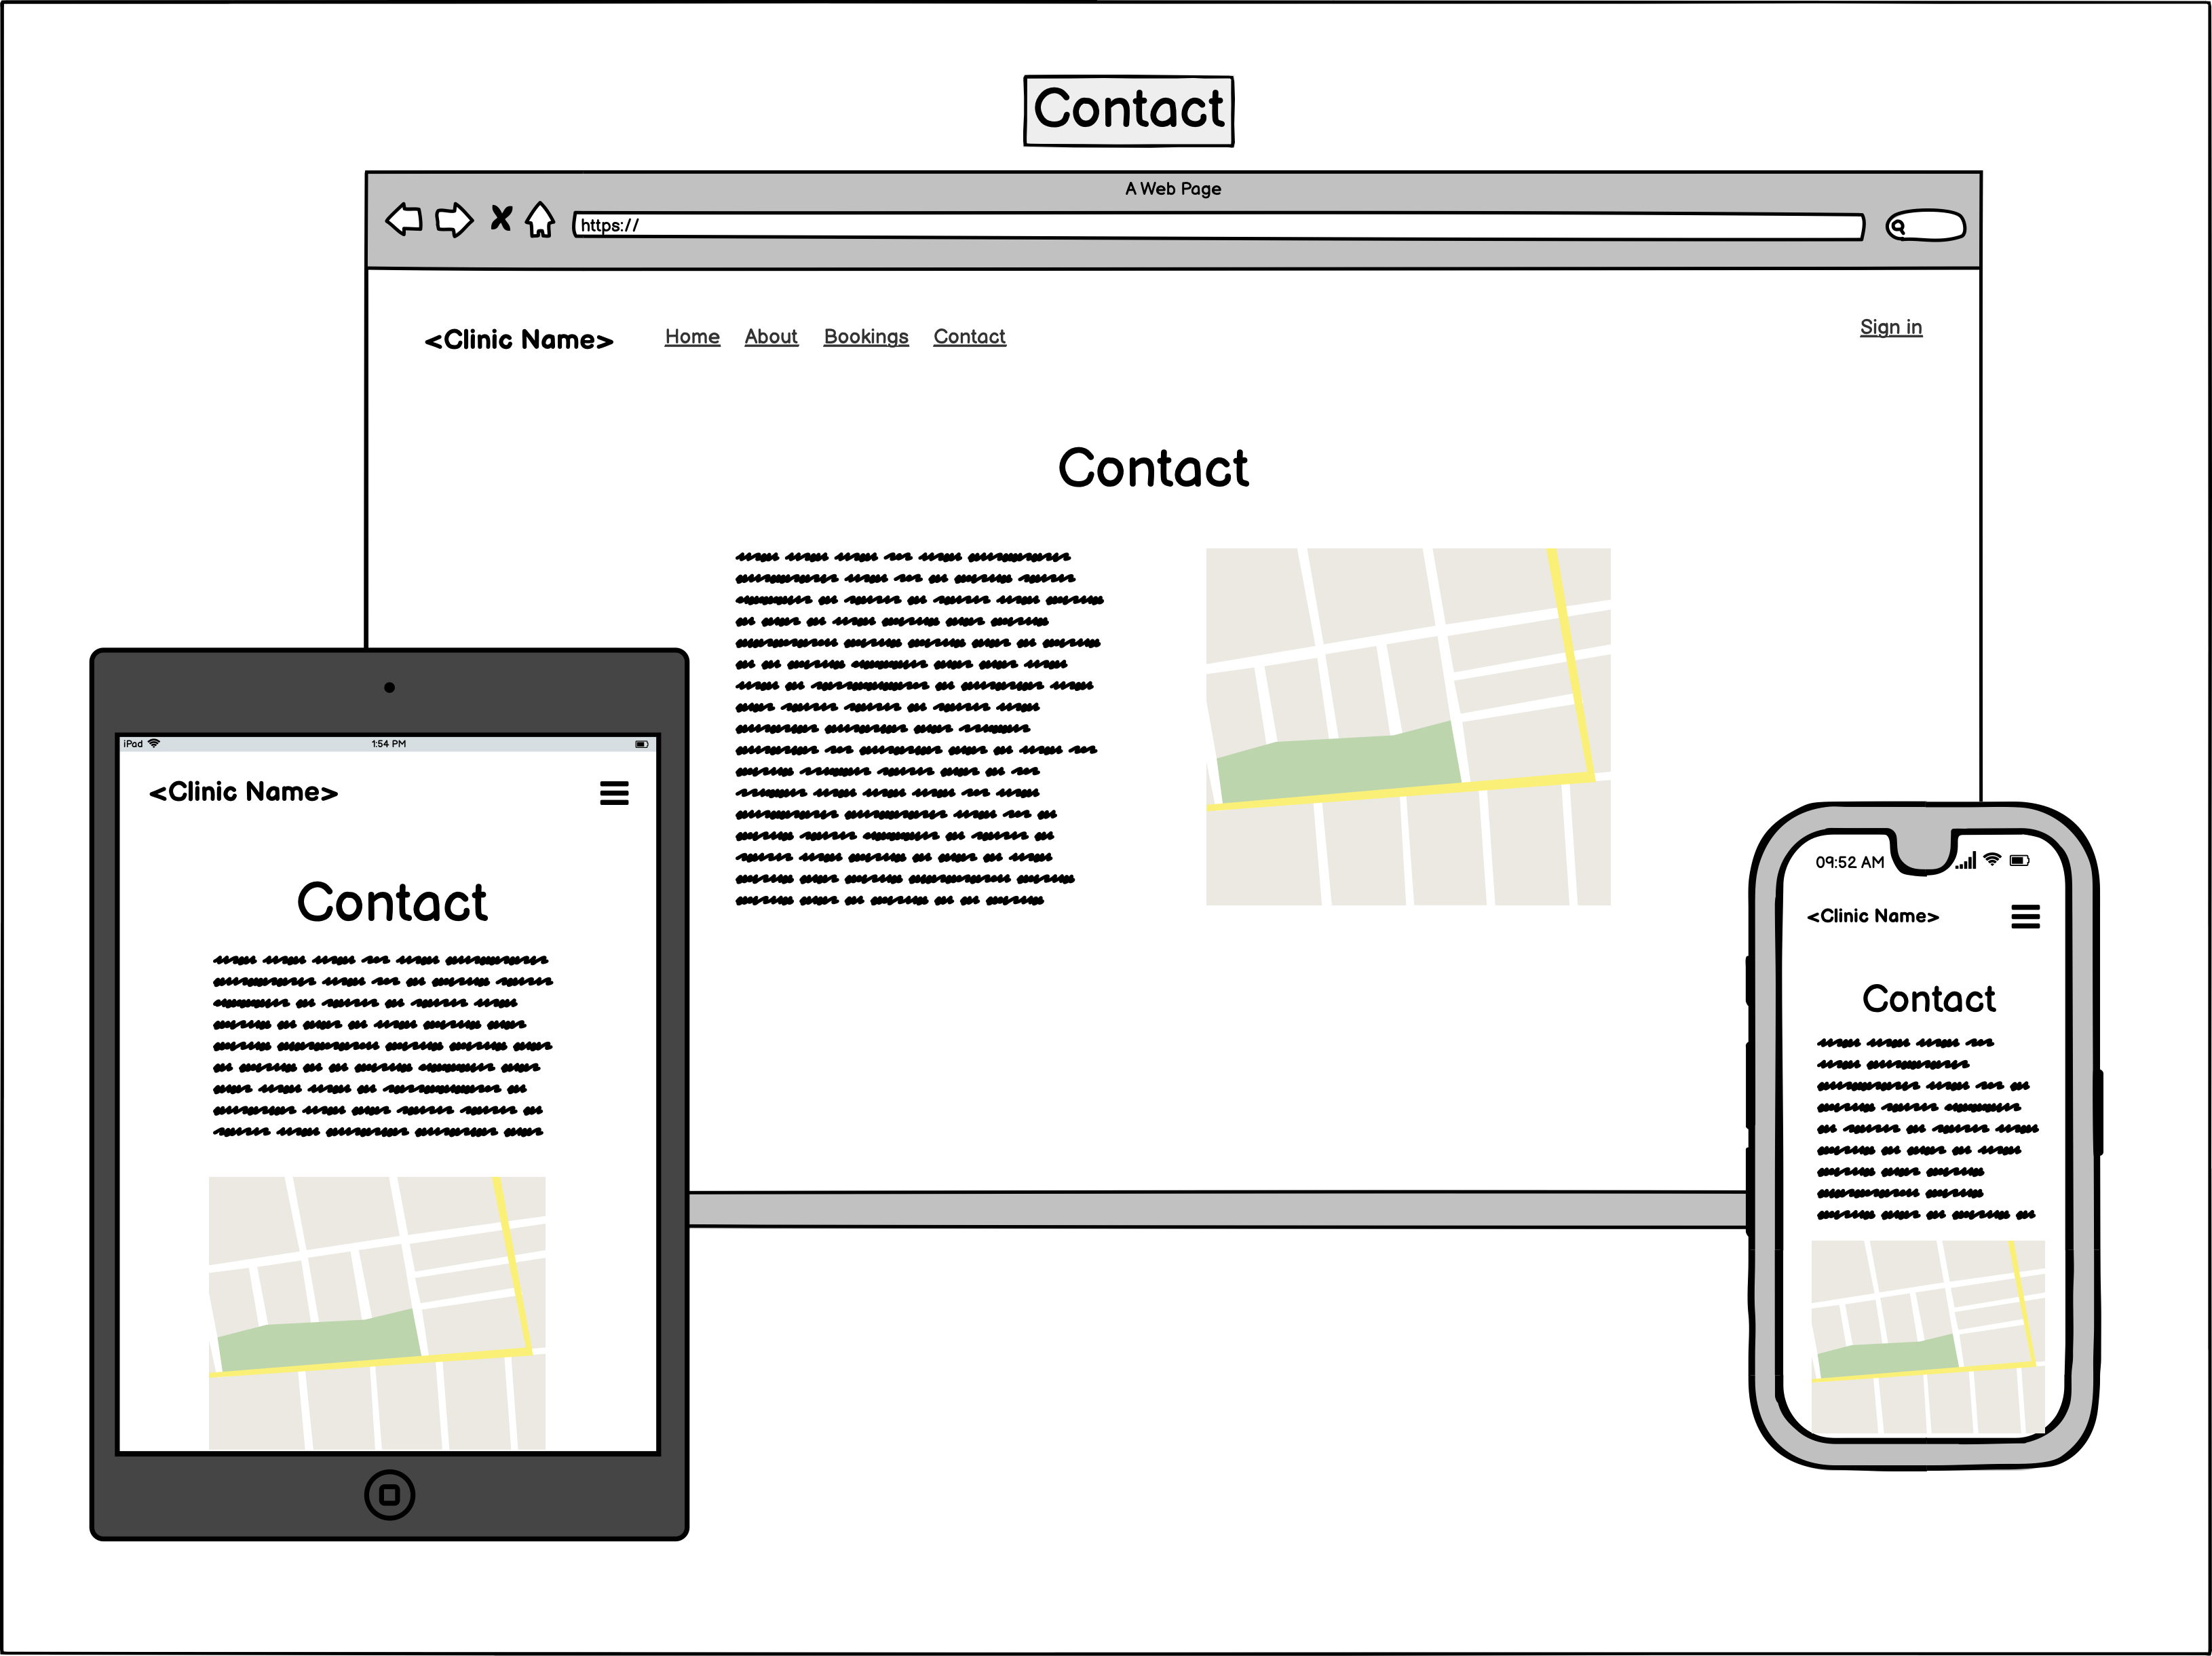 Contact
A Web Page
https://
<Clinic Name> Home About Bookings Contact Sign in
Contact
iPad 1:54 PM
<Clinic Name>
Contact
09:52 AM
<Clinic Name>
Contact